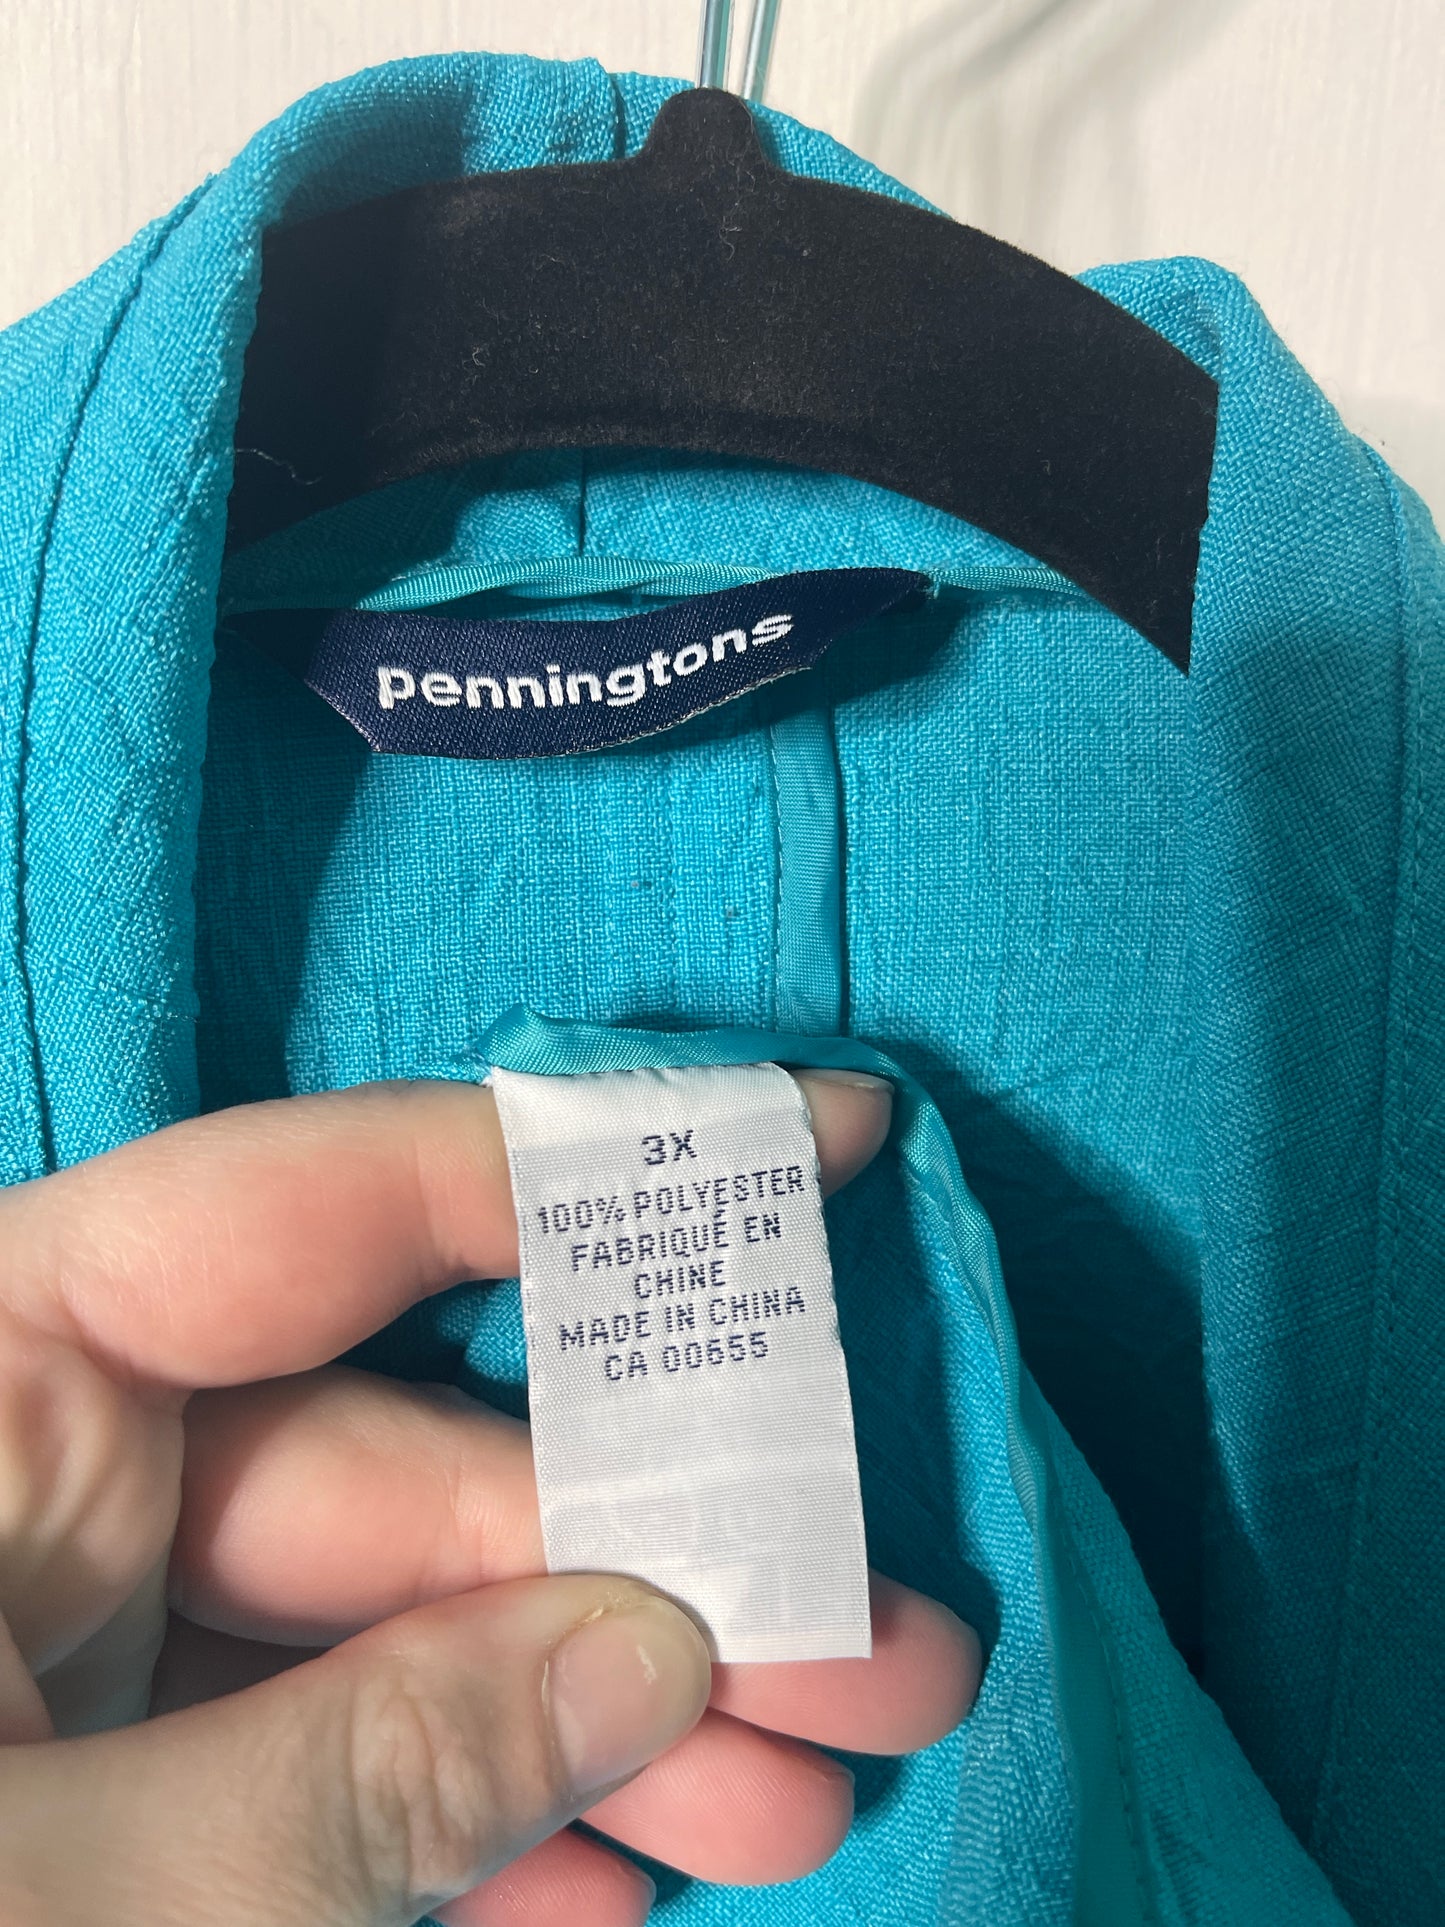 penningtons
3X
100% POLYESTER
FABRIQUÉ EN
CHINE
MADE IN CHINA
CA 00655